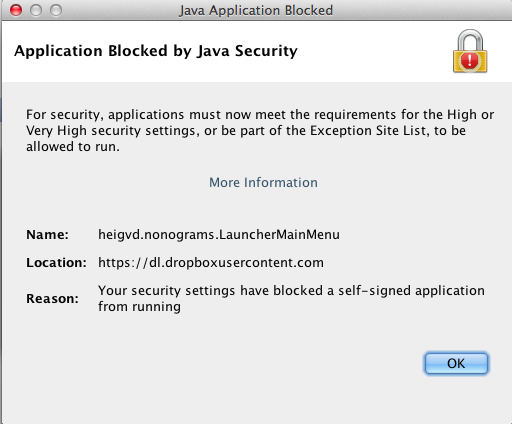 Java Application Blocked
Application Blocked by Java Security
For security, applications must now meet the requirements for the High or
Very High security settings, or be part of the Exception Site List, to be
allowed to run.
More Information
Name: heigvd.nonograms.LauncherMainMenu
Location: https://dl.dropboxusercontent.com
Reason: Your security settings have blocked a self-signed application
from running
OK